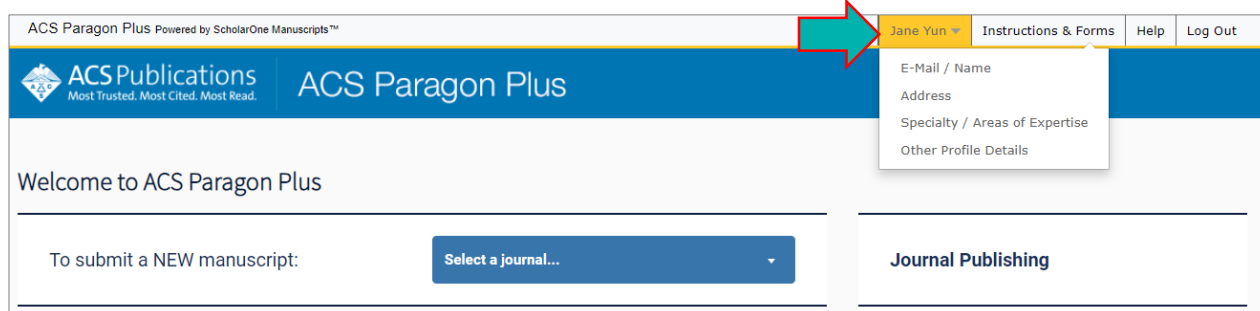 ACS Paragon Plus Powered by ScholarOne Manuscripts™
Jane Yun Instructions & Forms Help Log Out
ACS Publications
Most Trusted. Most Cited. Most Read.
ACS Paragon Plus
E-Mail / Name
Address
Specialty / Areas of Expertise
Other Profile Details
Welcome to ACS Paragon Plus
To submit a NEW manuscript:
Select a journal...
Journal Publishing